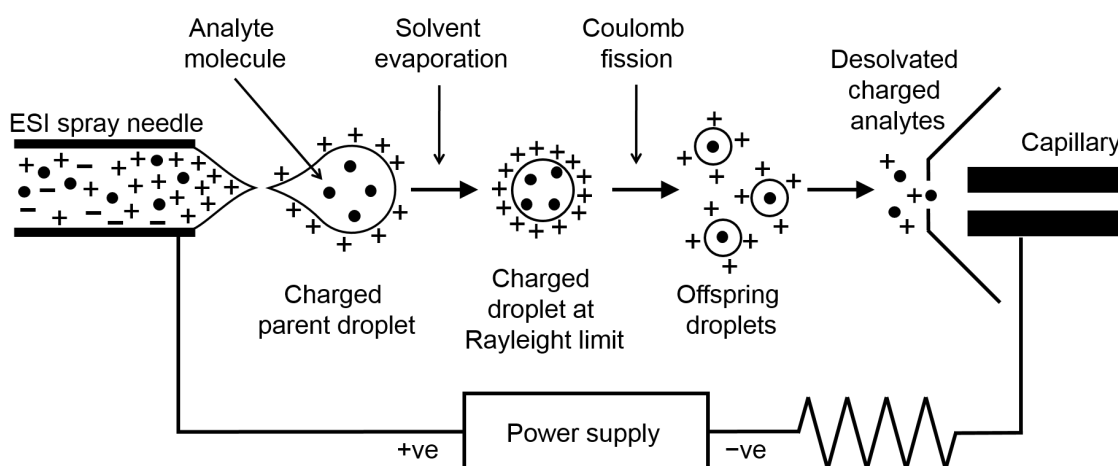 Analyte
molecule
Solvent
evaporation
Coulomb
fission
Desolvated
charged
analytes
ESI spray needle
Capillary
Charged
parent droplet
Charged
droplet at
Rayleight limit
Offspring
droplets
+ve
Power supply
−ve